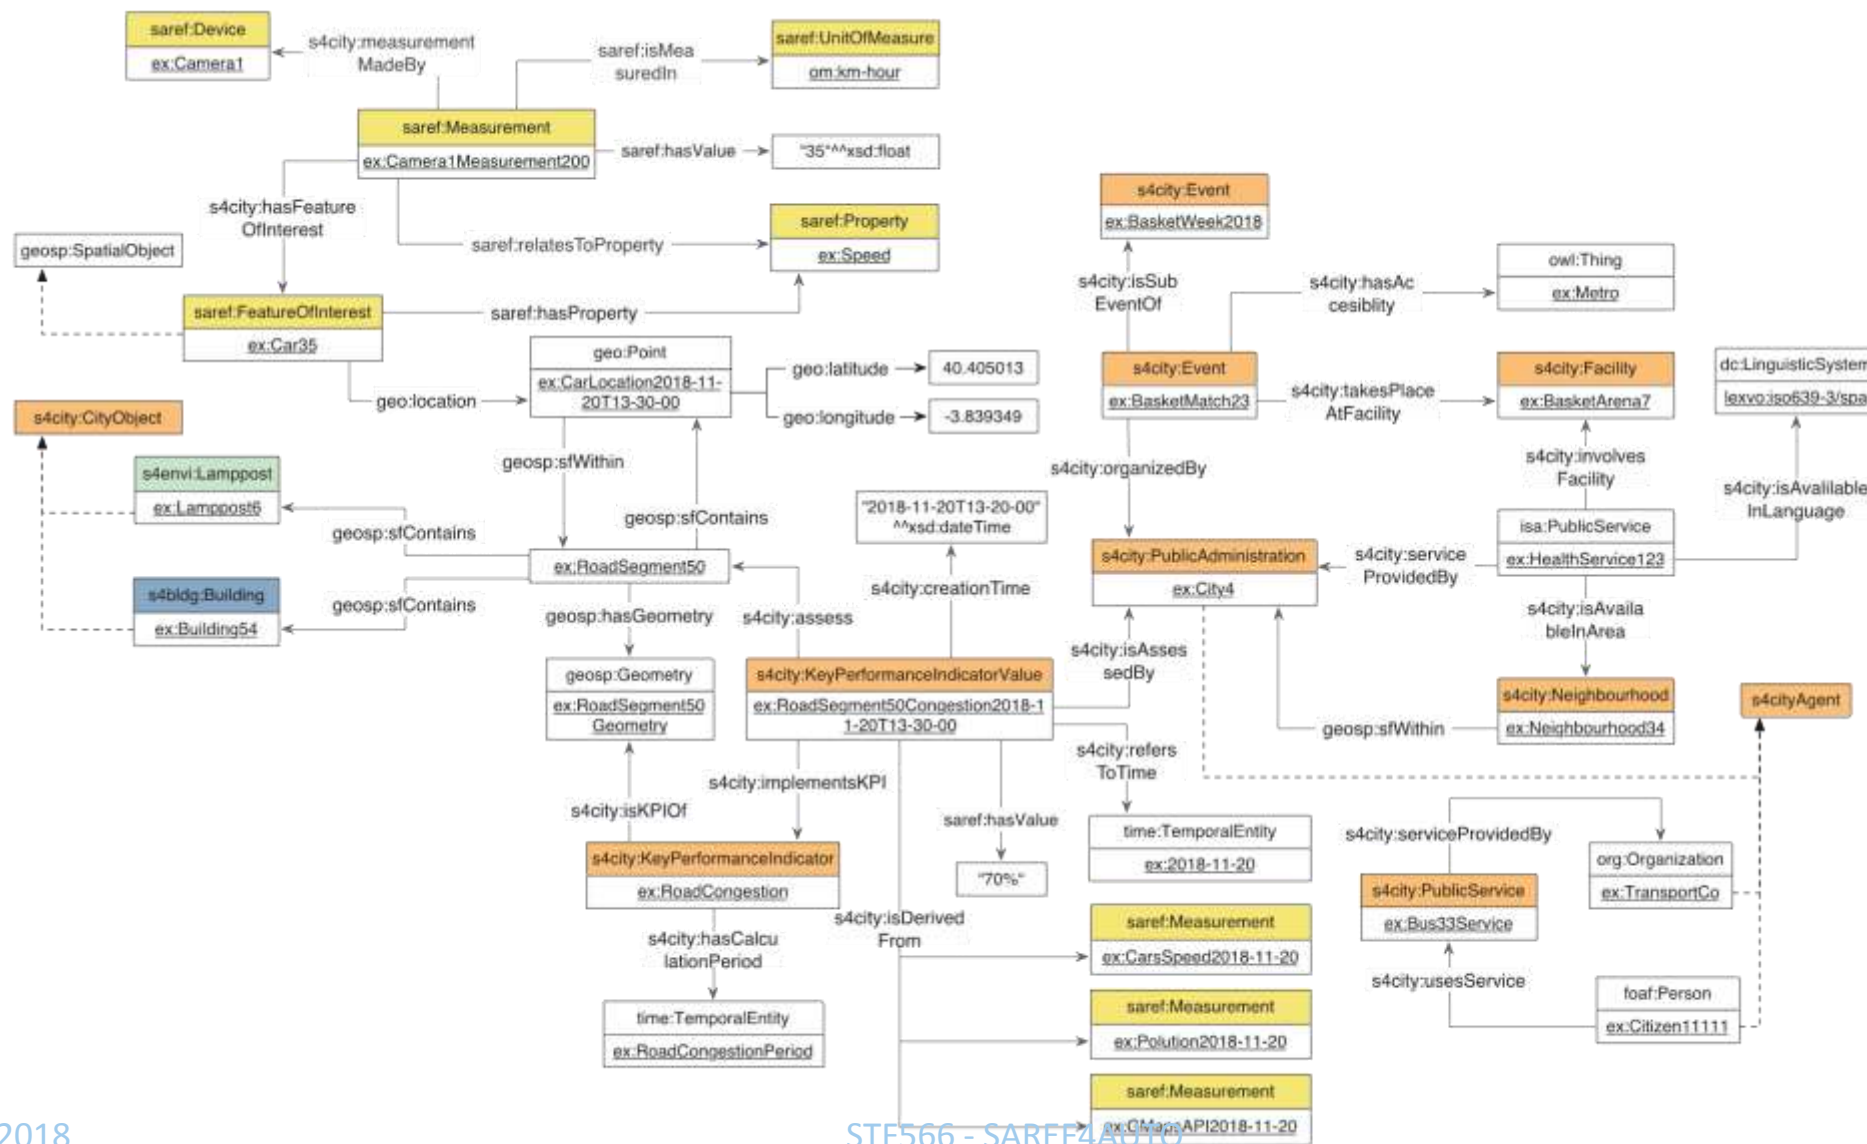 saref:Device
ex:Camera1
s4city:measurement
MadeBy
saref:isMea
suredIn
saref:UnitOfMeasure
om:km-hour
saref:Measurement
ex:Camera1Measurement200
saref:hasValue
"35"^^xsd:float
s4city:hasFeature
OfInterest
saref:relatesToProperty
saref:Property
ex:Speed
geosp:SpatialObject
saref:FeatureOfInterest
ex:Car35
saref:hasProperty
geo:location
geo:Point
ex:CarLocation2018-11-
20T13-30-00
geo:latitude
40.405013
geo:longitude
-3.839349
s4city:CityObject
s4envi:Lamppost
ex:Lamppost6
geosp:sfContains
s4bldg:Building
ex:Building54
geosp:sfContains
geosp:sfWithin
geosp:sfContains
ex:RoadSegment50
geosp:hasGeometry
geosp:Geometry
ex:RoadSegment50
Geometry
s4city:assess
"2018-11-20T13-20-00"
^^xsd:dateTime
s4city:creationTime
s4city:KeyPerformanceIndicatorValue
ex:RoadSegment50Congestion2018-1
1-20T13-30-00
s4city:isAsses
sedBy
s4city:refers
ToTime
s4city:implementsKPI
s4city:isKPIOf
s4city:KeyPerformanceIndicator
ex:RoadCongestion
s4city:hasCalcu
lationPeriod
time:TemporalEntity
ex:RoadCongestionPeriod
saref:hasValue
"70%"
time:TemporalEntity
ex:2018-11-20
s4city:isDerived
From
saref:Measurement
ex:CarsSpeed2018-11-20
saref:Measurement
ex:Polution2018-11-20
saref:Measurement
ex:GMapsAPI2018-11-20
s4city:Event
ex:BasketWeek2018
s4city:isSub
EventOf
s4city:hasAc
cesiblity
owl:Thing
ex:Metro
s4city:Event
ex:BasketMatch23
s4city:takesPlace
AtFacility
s4city:Facility
ex:BasketArena7
dc:LinguisticSystem
lexvo:iso639-3/spa
s4city:organizedBy
s4city:involves
Facility
s4city:isAvalilable
InLanguage
isa:PublicService
ex:HealthService123
s4city:service
ProvidedBy
s4city:PublicAdministration
ex:City4
s4city:isAvaila
bleInArea
s4city:Neighbourhood
ex:Neighbourhood34
geosp:sfWithin
s4cityAgent
s4city:serviceProvidedBy
org:Organization
ex:TransportCo
s4city:PublicService
ex:Bus33Service
s4city:usesService
foaf:Person
ex:Citizen11111
2018
STF566 - SAREF4AUTO